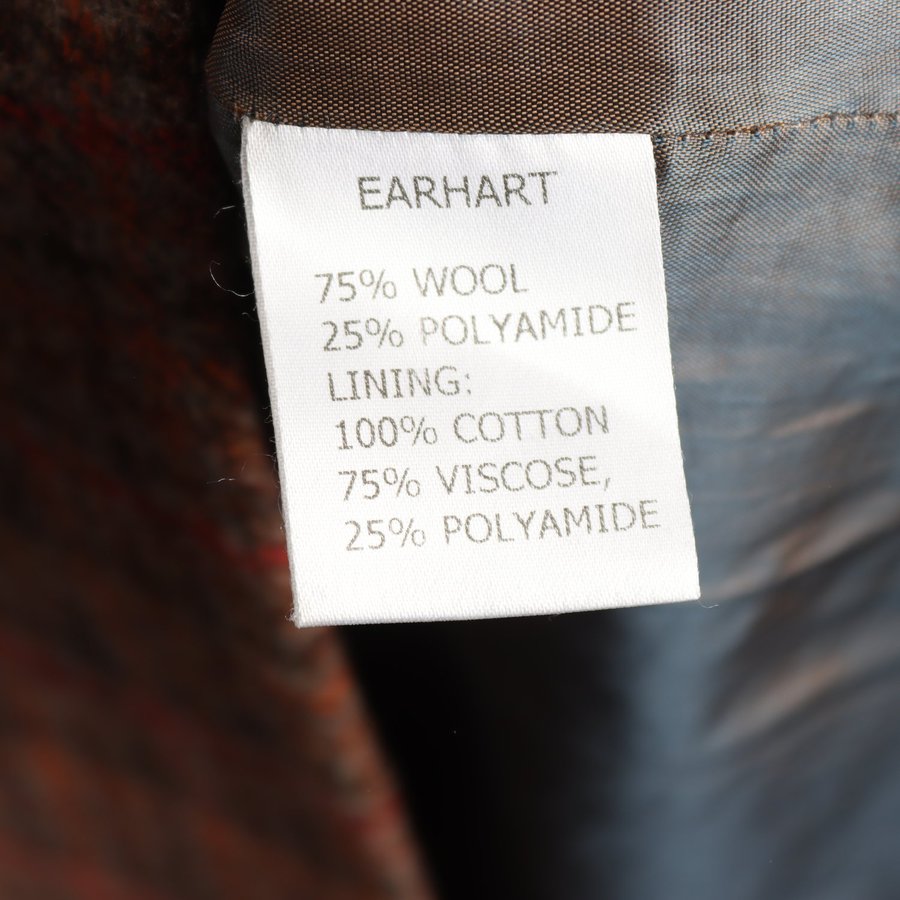 EARHART
75% WOOL
25% POLYAMIDE
LINING:
100% COTTON
75% VISCOSE,
25% POLYAMIDE